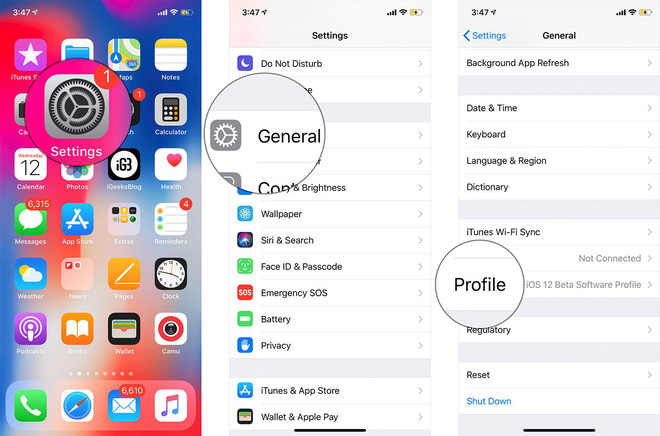 3:47
iTunes S
Maps
Notes
1
1
Settings
Calculator
Wednesday
12
iG3
Calendar
Photos
iGeeksBlog
Health
6,315
4
Messages
App Store
Extras
Reminders
Weather
News
Pages
Clock
Podcasts
Books
Wallet
Camu
6,610
3:47
Settings
Do Not Disturb
General
& Brightness
Wallpaper
Siri & Search
Face ID & Passcode
SOS
Emergency SOS
Battery
Privacy
iTunes & App Store
Wallet & Apple Pay
3:47
Settings
General
Background App Refresh
Date & Time
Keyboard
Language & Region
Dictionary
iTunes Wi-Fi Sync
Not Connected
Profile
iOS 12 Beta Software Profile
Regulatory
Reset
Shut Down